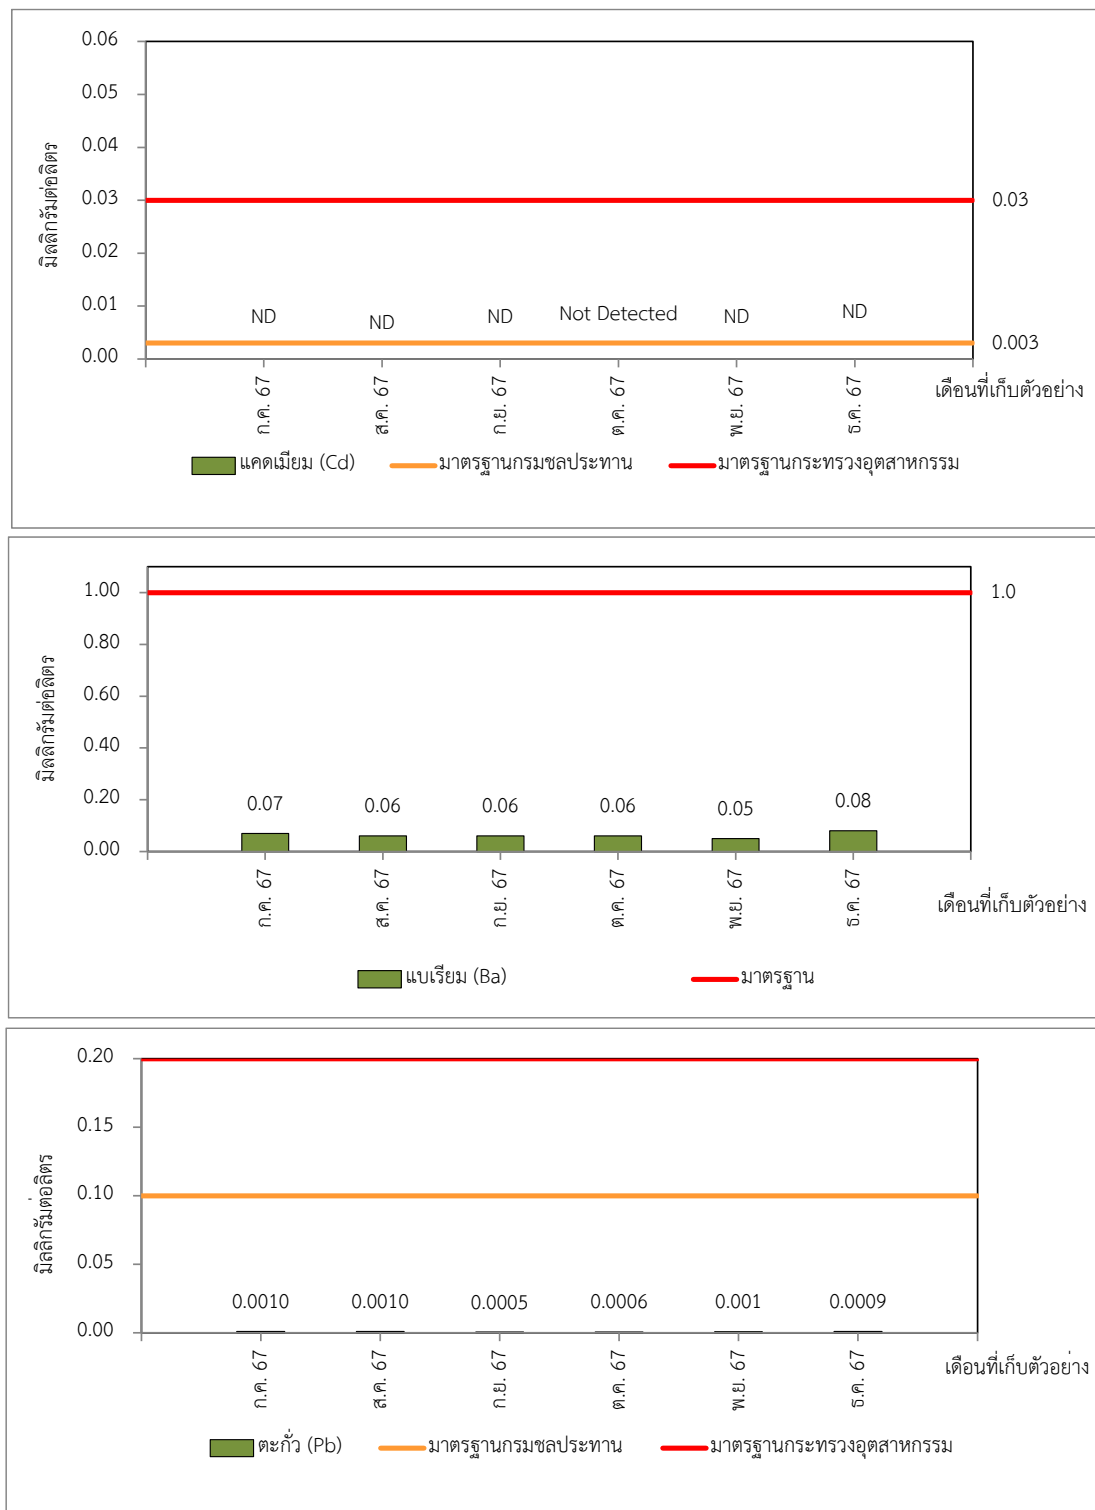 0.06
0.05
0.04
0.03
0.02
0.01
0.00
มิลลิกรัมต่อลิตร
0.03
0.003
ND
ND
ND
Not Detected
ND
ND
ก.ค. 67
ส.ค. 67
ก.ย. 67
ต.ค. 67
พ.ย. 67
ธ.ค. 67
เดือนที่เก็บตัวอย่าง
แคดเมียม (Cd) มาตรฐานกรมชลประทาน มาตรฐานกระทรวงอุตสาหกรรม
1.00
0.80
0.60
0.40
0.20
0.00
มิลลิกรัมต่อลิตร
1.0
0.07
0.06
0.06
0.06
0.05
0.08
ก.ค. 67
ส.ค. 67
ก.ย. 67
ต.ค. 67
พ.ย. 67
ธ.ค. 67
เดือนที่เก็บตัวอย่าง
แบเรียม (Ba) มาตรฐาน
0.20
0.15
0.10
0.05
0.00
มิลลิกรัมต่อลิตร
0.0010
0.0010
0.0005
0.0006
0.001
0.0009
ก.ค. 67
ส.ค. 67
ก.ย. 67
ต.ค. 67
พ.ย. 67
ธ.ค. 67
เดือนที่เก็บตัวอย่าง
ตะกั่ว (Pb) มาตรฐานกรมชลประทาน มาตรฐานกระทรวงอุตสาหกรรม